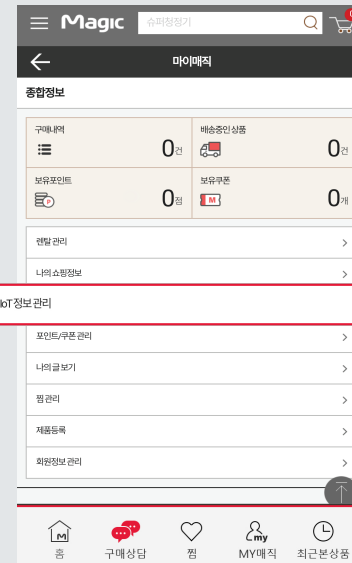 Magic
슈퍼청정기
마이매직
종합정보
구매내역
0건
배송중인 상품
0건
보유포인트
0점
보유쿠폰
0개
렌탈 관리
나의 쇼핑정보
IoT 정보 관리
포인트/쿠폰 관리
나의 글 보기
찜 관리
제품등록
회원정보 관리
홈
구매상담
찜
MY매직
최근본상품